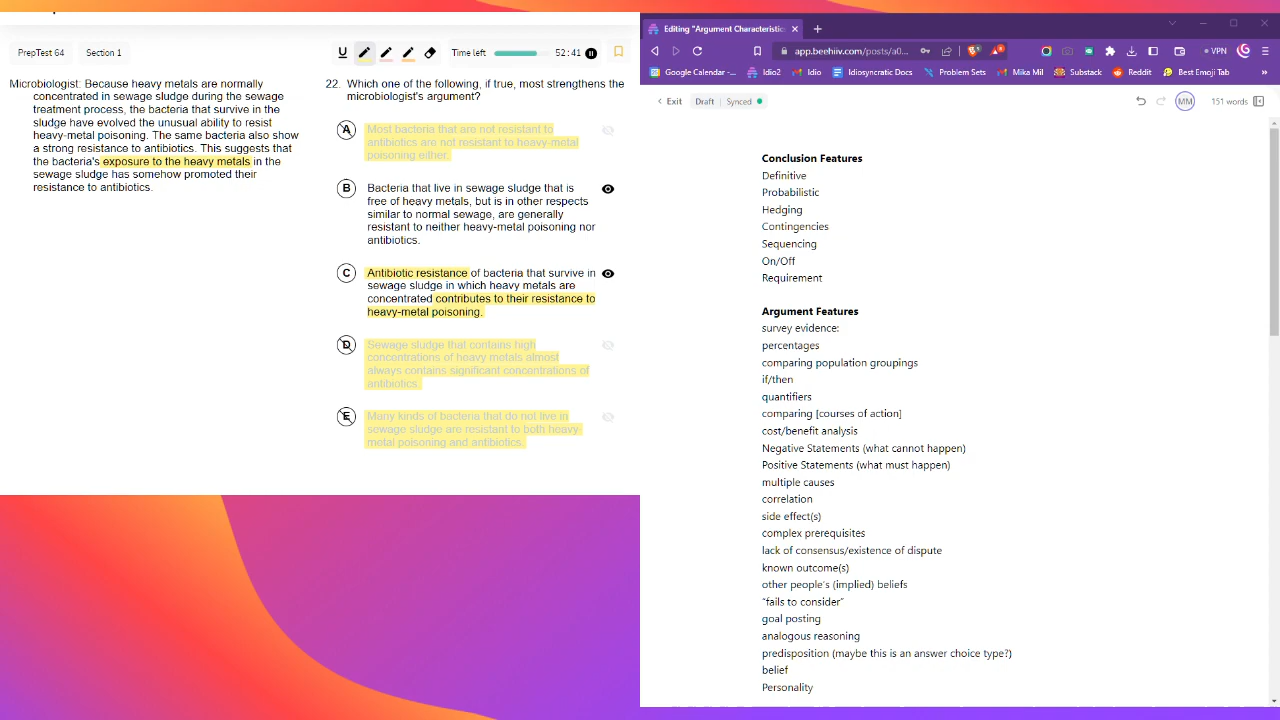 PrepTest 64
Section 1
Time left
52:41
Microbiologist: Because heavy metals are normally
concentrated in sewage sludge during the sewage
treatment process, the bacteria that survive in the
sludge have evolved the unusual ability to resist
heavy-metal poisoning. The same bacteria also show
a strong resistance to antibiotics. This suggests that
the bacteria's exposure to the heavy metals in the
sewage sludge has somehow promoted their
resistance to antibiotics.
22. Which one of the following, if true, most strengthens the
microbiologist's argument?
A
Most bacteria that are not resistant to
antibiotics are not resistant to heavy-metal
poisoning either.
B
Bacteria that live in sewage sludge that is
free of heavy metals, but is in other respects
similar to normal sewage, are generally
resistant to neither heavy-metal poisoning nor
antibiotics.
C
Antibiotic resistance of bacteria that survive in
sewage sludge in which heavy metals are
concentrated contributes to their resistance to
heavy-metal poisoning.
D
Sewage sludge that contains high
concentrations of heavy metals almost
always contains significant concentrations of
antibiotics.
E
Many kinds of bacteria that do not live in
sewage sludge are resistant to both heavy
metal poisoning and antibiotics.
Editing "Argument Characteristic
app.beehiiv.com/posts/a0...
VPN
Google Calendar -...
Idio2
Idio
Idiosyncratic Docs
Problem Sets
Mika Mil
Substack
Reddit
Best Emoji Tab
»
Exit
Draft
Synced
MM
151 words
Conclusion Features
Definitive
Probabilistic
Hedging
Contingencies
Sequencing
On/Off
Requirement
Argument Features
survey evidence:
percentages
comparing population groupings
if/then
quantifiers
comparing [courses of action]
cost/benefit analysis
Negative Statements (what cannot happen)
Positive Statements (what must happen)
multiple causes
correlation
side effect(s)
complex prerequisites
lack of consensus/existence of dispute
known outcome(s)
other people's (implied) beliefs
"fails to consider"
goal posting
analogous reasoning
predisposition (maybe this is an answer choice type?)
belief
Personality